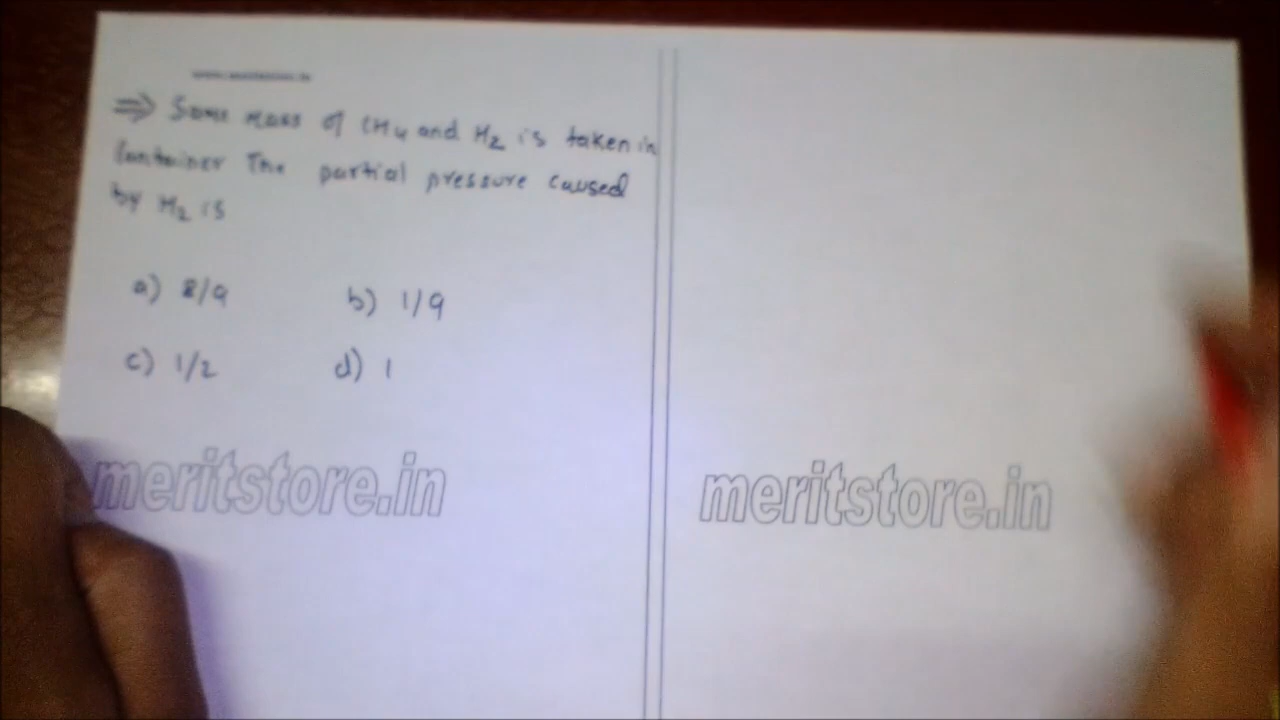 ⇒ Same mass of CH4 and H2 is taken in
Container The partial pressure caused
by H2 is
a) 8/9 b) 1/9
c) 1/2 d) 1
meritstore.in meritstore.in